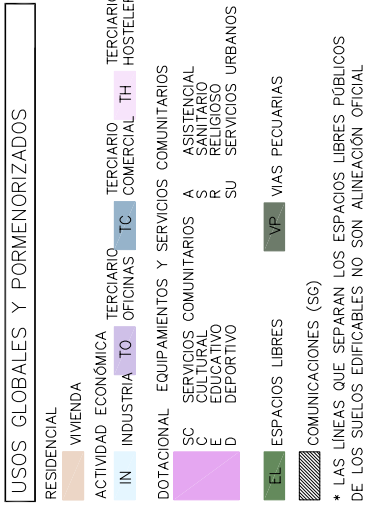 USOS GLOBALES Y PORMENORIZADOS
RESIDENCIAL
VIVIENDA
ACTIVIDAD ECONÓMICA
IN INDUSTRIA
TO TERCIARIO OFICINAS
TC TERCIARIO COMERCIAL
TH TERCIARIO HOSTELER
DOTACIONAL EQUIPAMIENTOS Y SERVICIOS COMUNITARIOS
SC SERVICIOS COMUNITARIOS
C CULTURAL
E EDUCATIVO
D DEPORTIVO
A ASISTENCIAL
S SANITARIO
R RELIGIOSO
SU SERVICIOS URBANOS
EL ESPACIOS LIBRES
VP VIAS PECUARIAS
COMUNICACIONES (SG)
* LAS LÍNEAS QUE SEPARAN LOS ESPACIOS LIBRES PÚBLICOS
DE LOS SUELOS EDIFICABLES NO SON ALINEACIÓN OFICIAL